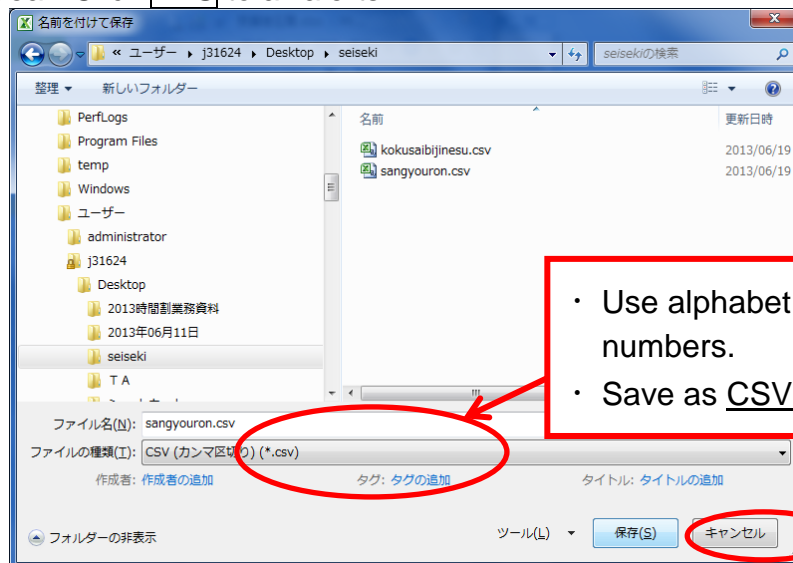 名前を付けて保存
« ユーザー ▸ j31624 ▸ Desktop ▸ seiseki
seisekiの検索
整理 ▼ 新しいフォルダー
PerfLogs
Program Files
temp
Windows
ユーザー
administrator
j31624
Desktop
2013時間割業務資料
2013年06月11日
seiseki
ＴＡ
名前
更新日時
kokusaibijinesu.csv 2013/06/19
sangyouron.csv 2013/06/19
・ Use alphabet
numbers.
・ Save as CSV
ファイル名(N): sangyouron.csv
ファイルの種類(T): CSV (カンマ区切り) (*.csv)
作成者: 作成者の追加 タグ: タグの追加 タイトル: タイトルの追加
フォルダーの非表示 ツール(L) ▼ 保存(S) キャンセル